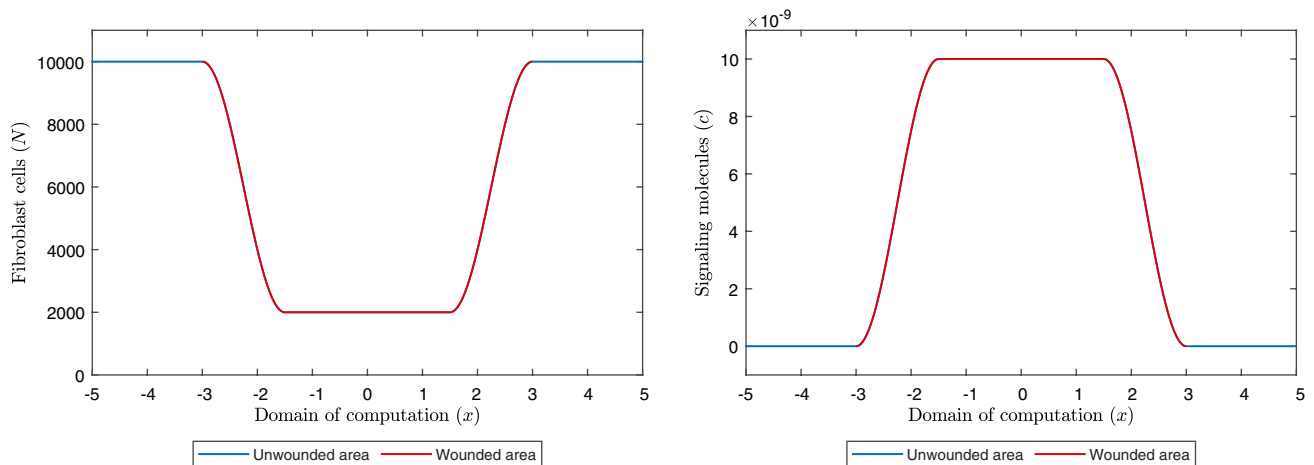 10000
8000
6000
4000
2000
0
Fibroblast cells (N)
-5 -4 -3 -2 -1 0 1 2 3 4 5
Domain of computation (x)
Unwounded area Wounded area
×10⁻⁹
10
8
6
4
2
0
Signaling molecules (c)
-5 -4 -3 -2 -1 0 1 2 3 4 5
Domain of computation (x)
Unwounded area Wounded area